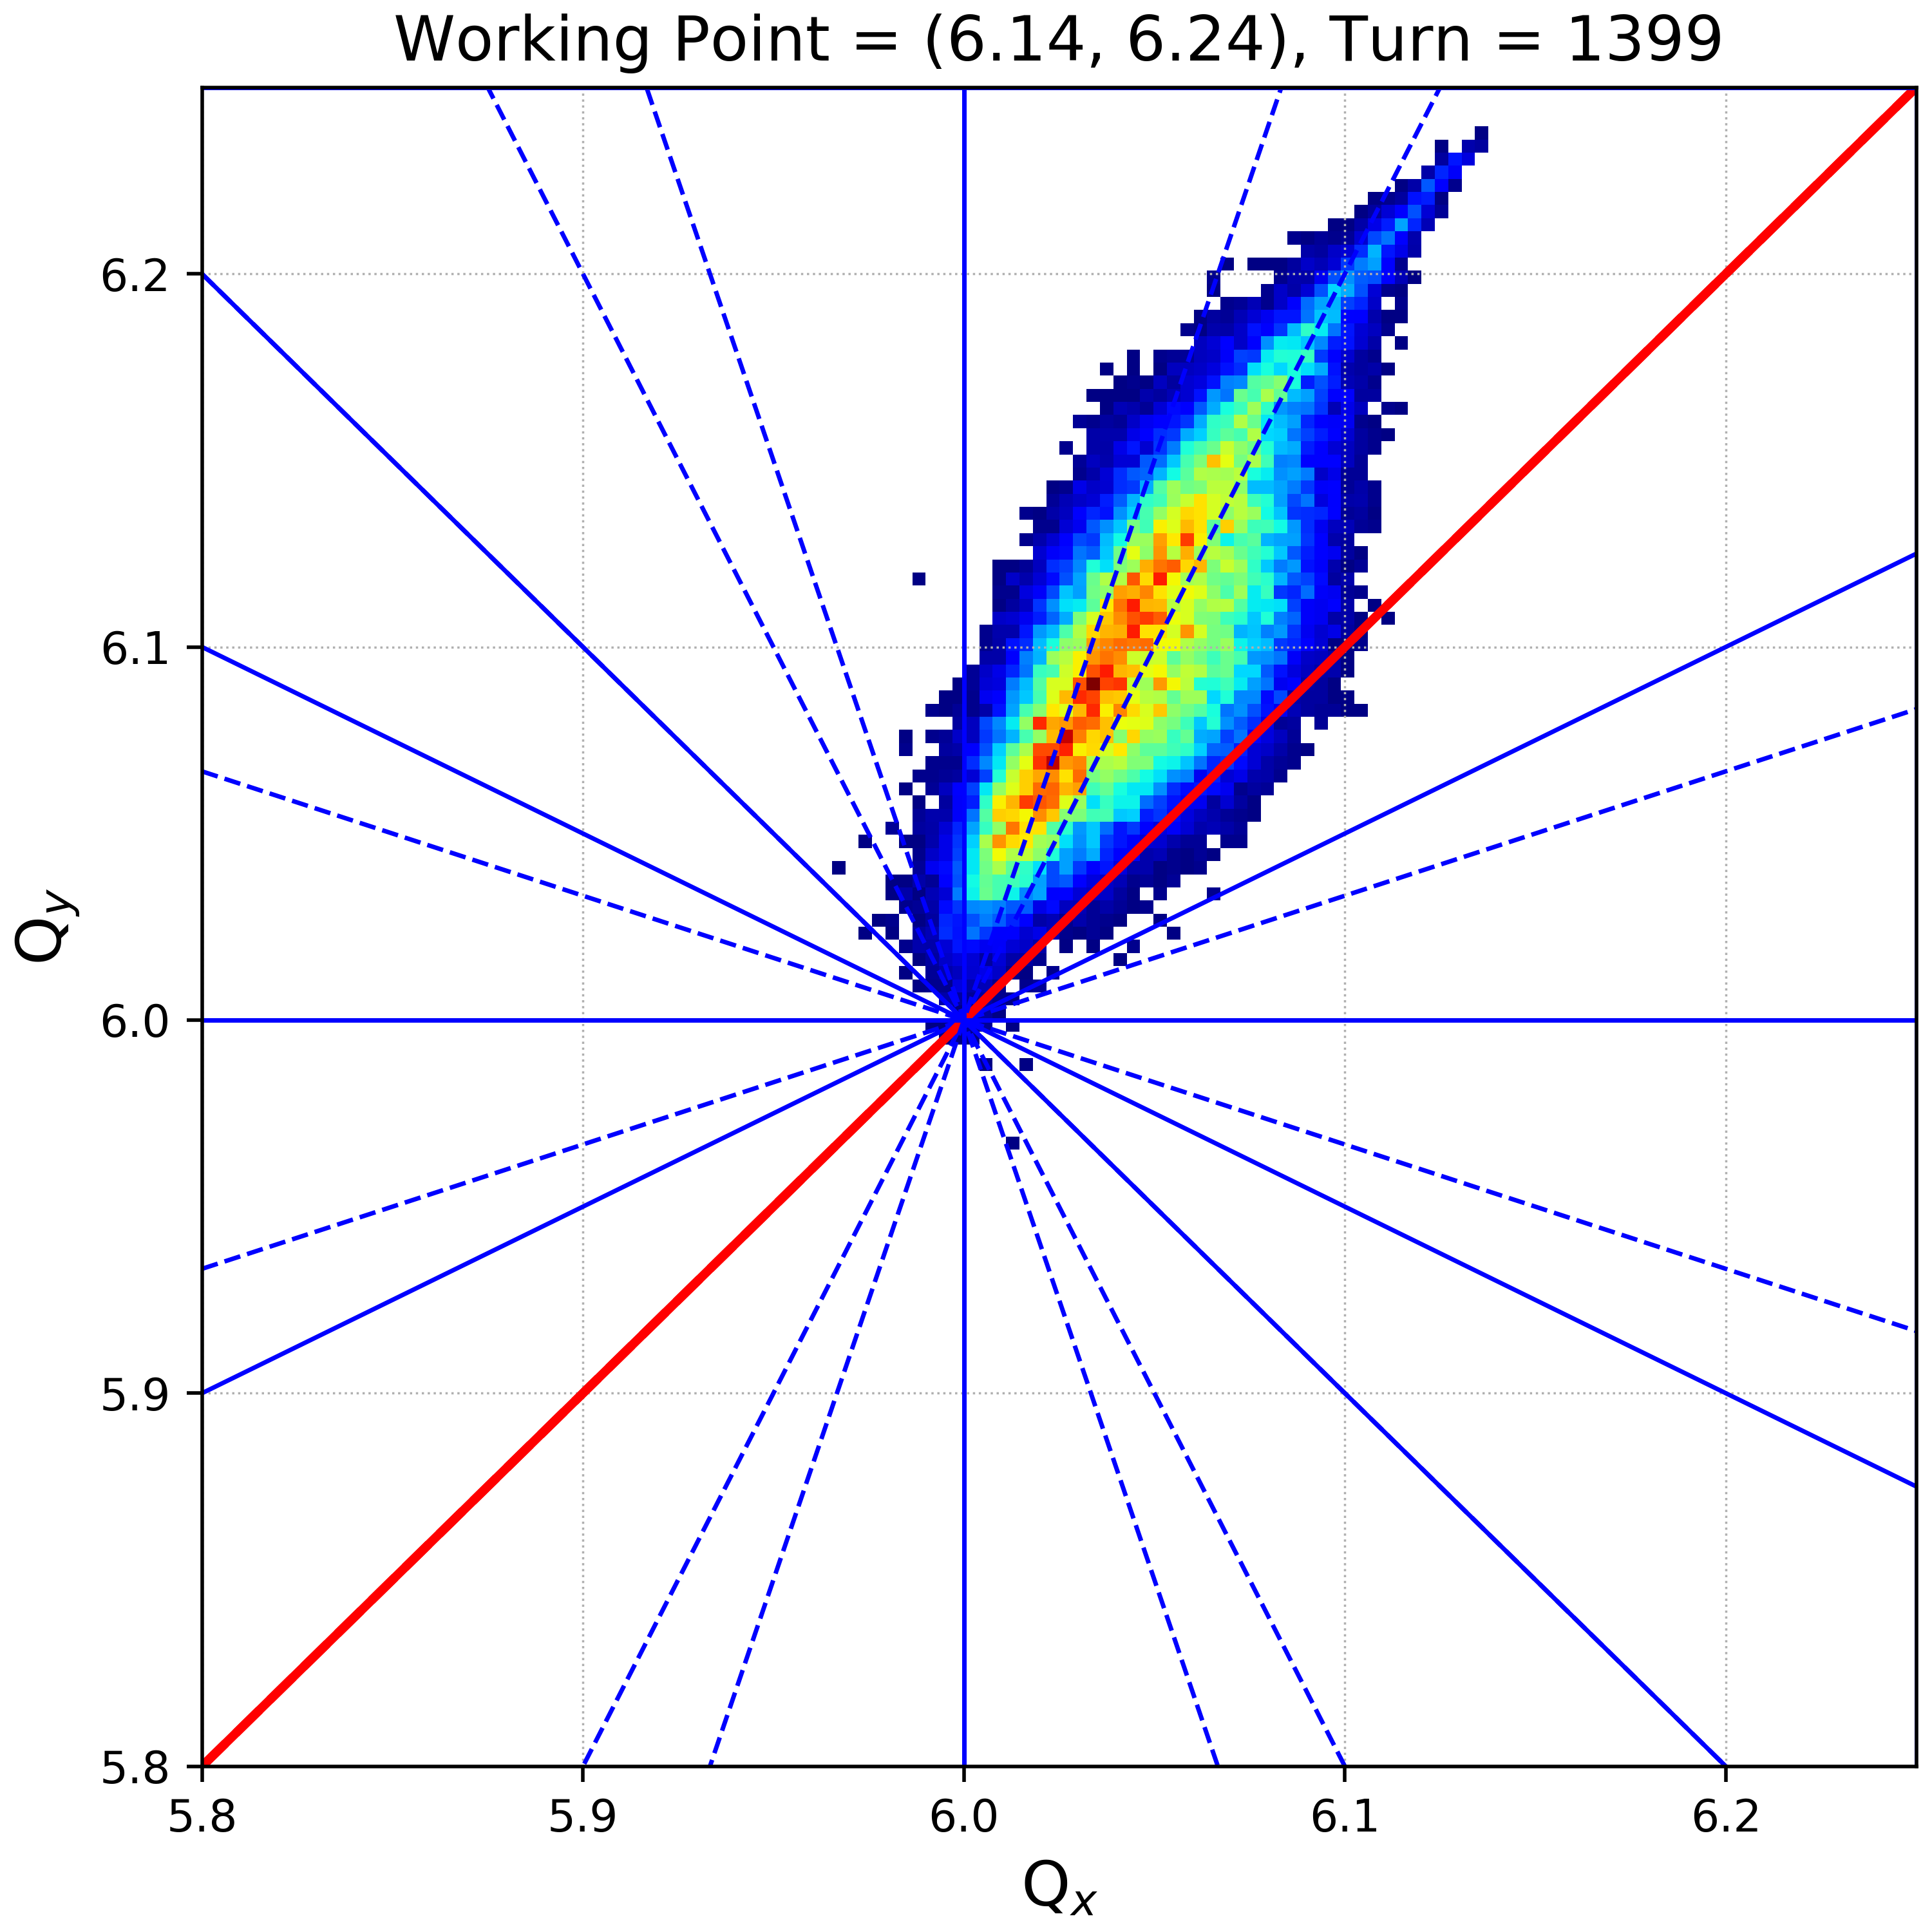 Working Point = (6.14, 6.24), Turn = 1399
6.2
6.1
6.0
5.9
5.8
Qy
5.8 5.9 6.0 6.1 6.2
Qx